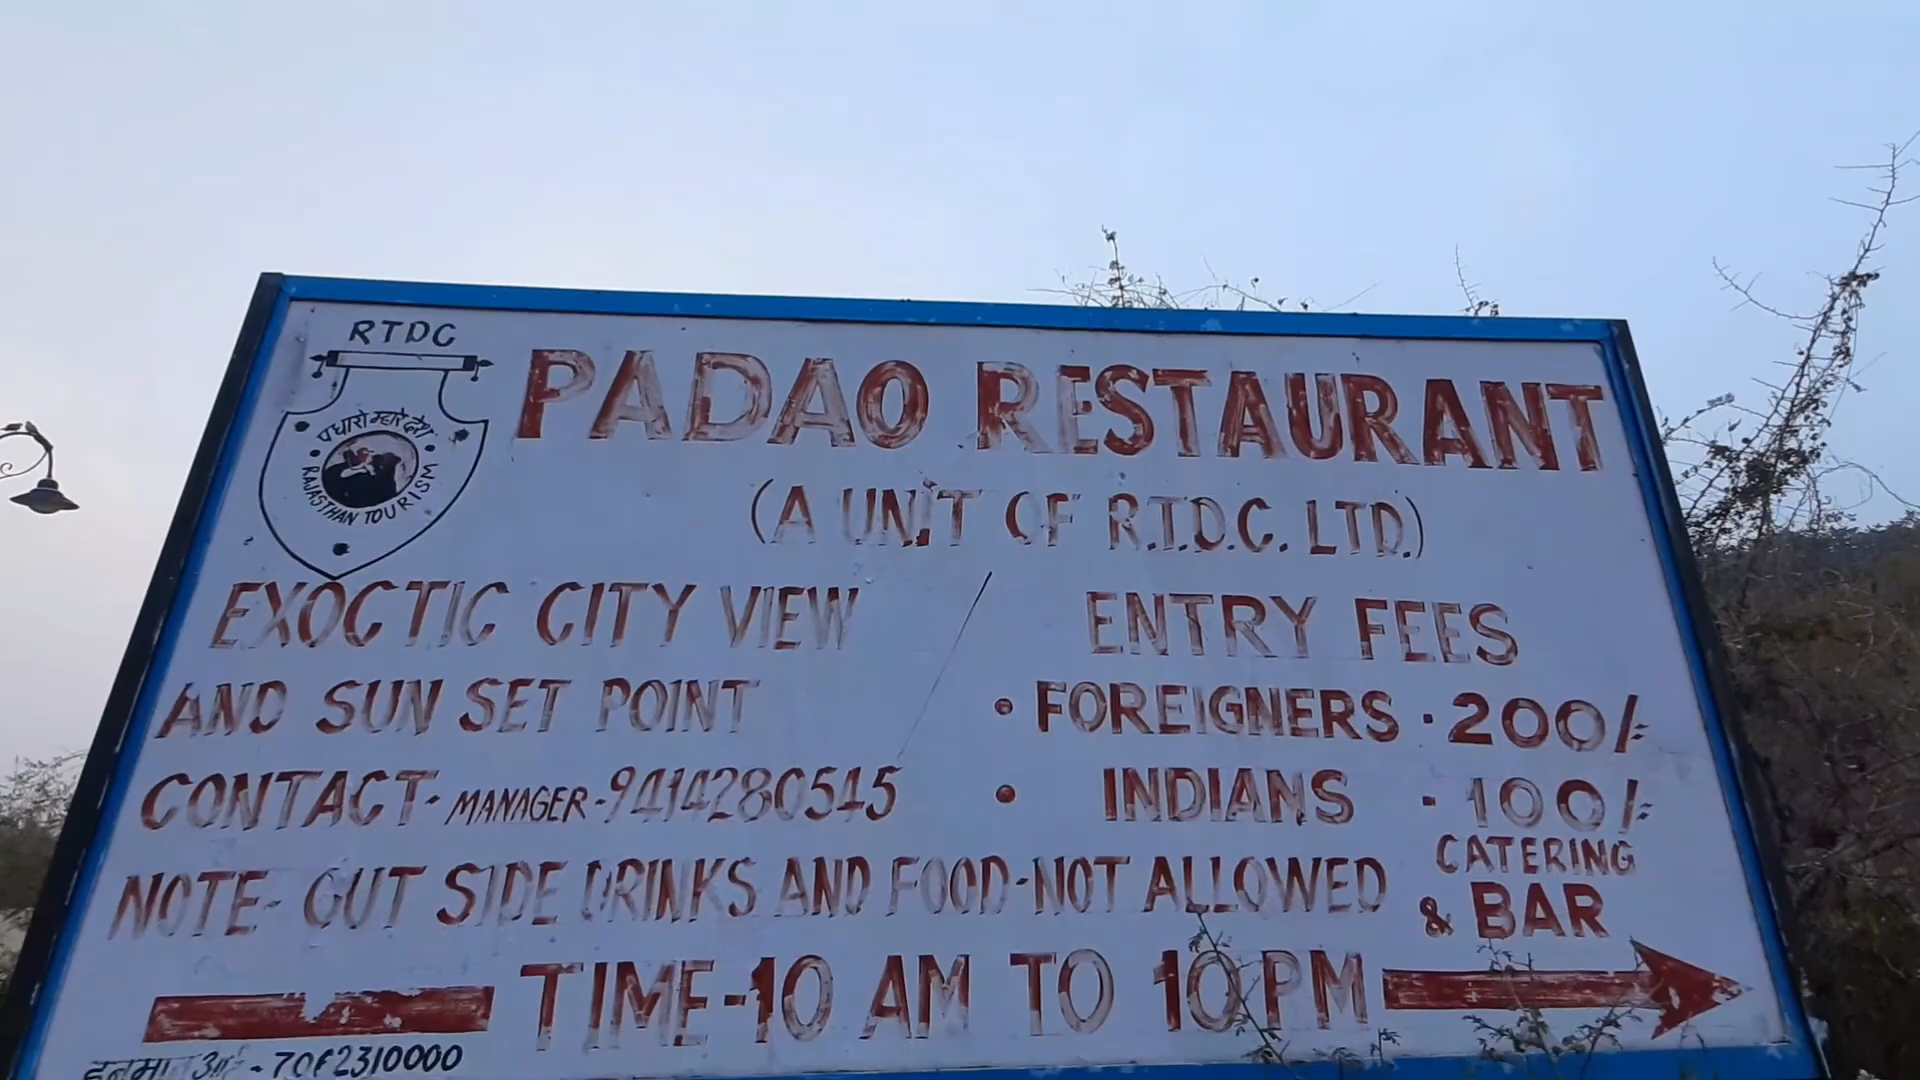 RTDC
पधारो म्हारे देश
RAJASTHAN TOURISM
PADAO RESTAURANT
(A UNIT OF R.T.D.C. LTD.)
EXOCTIC CITY VIEW
AND SUN SET POINT
CONTACT- MANAGER-9414280545
ENTRY FEES
• FOREIGNERS - 200/-
• INDIANS - 100/-
NOTE- OUT SIDE DRINKS AND FOOD-NOT ALLOWED
CATERING
& BAR
TIME-10 AM TO 10 PM